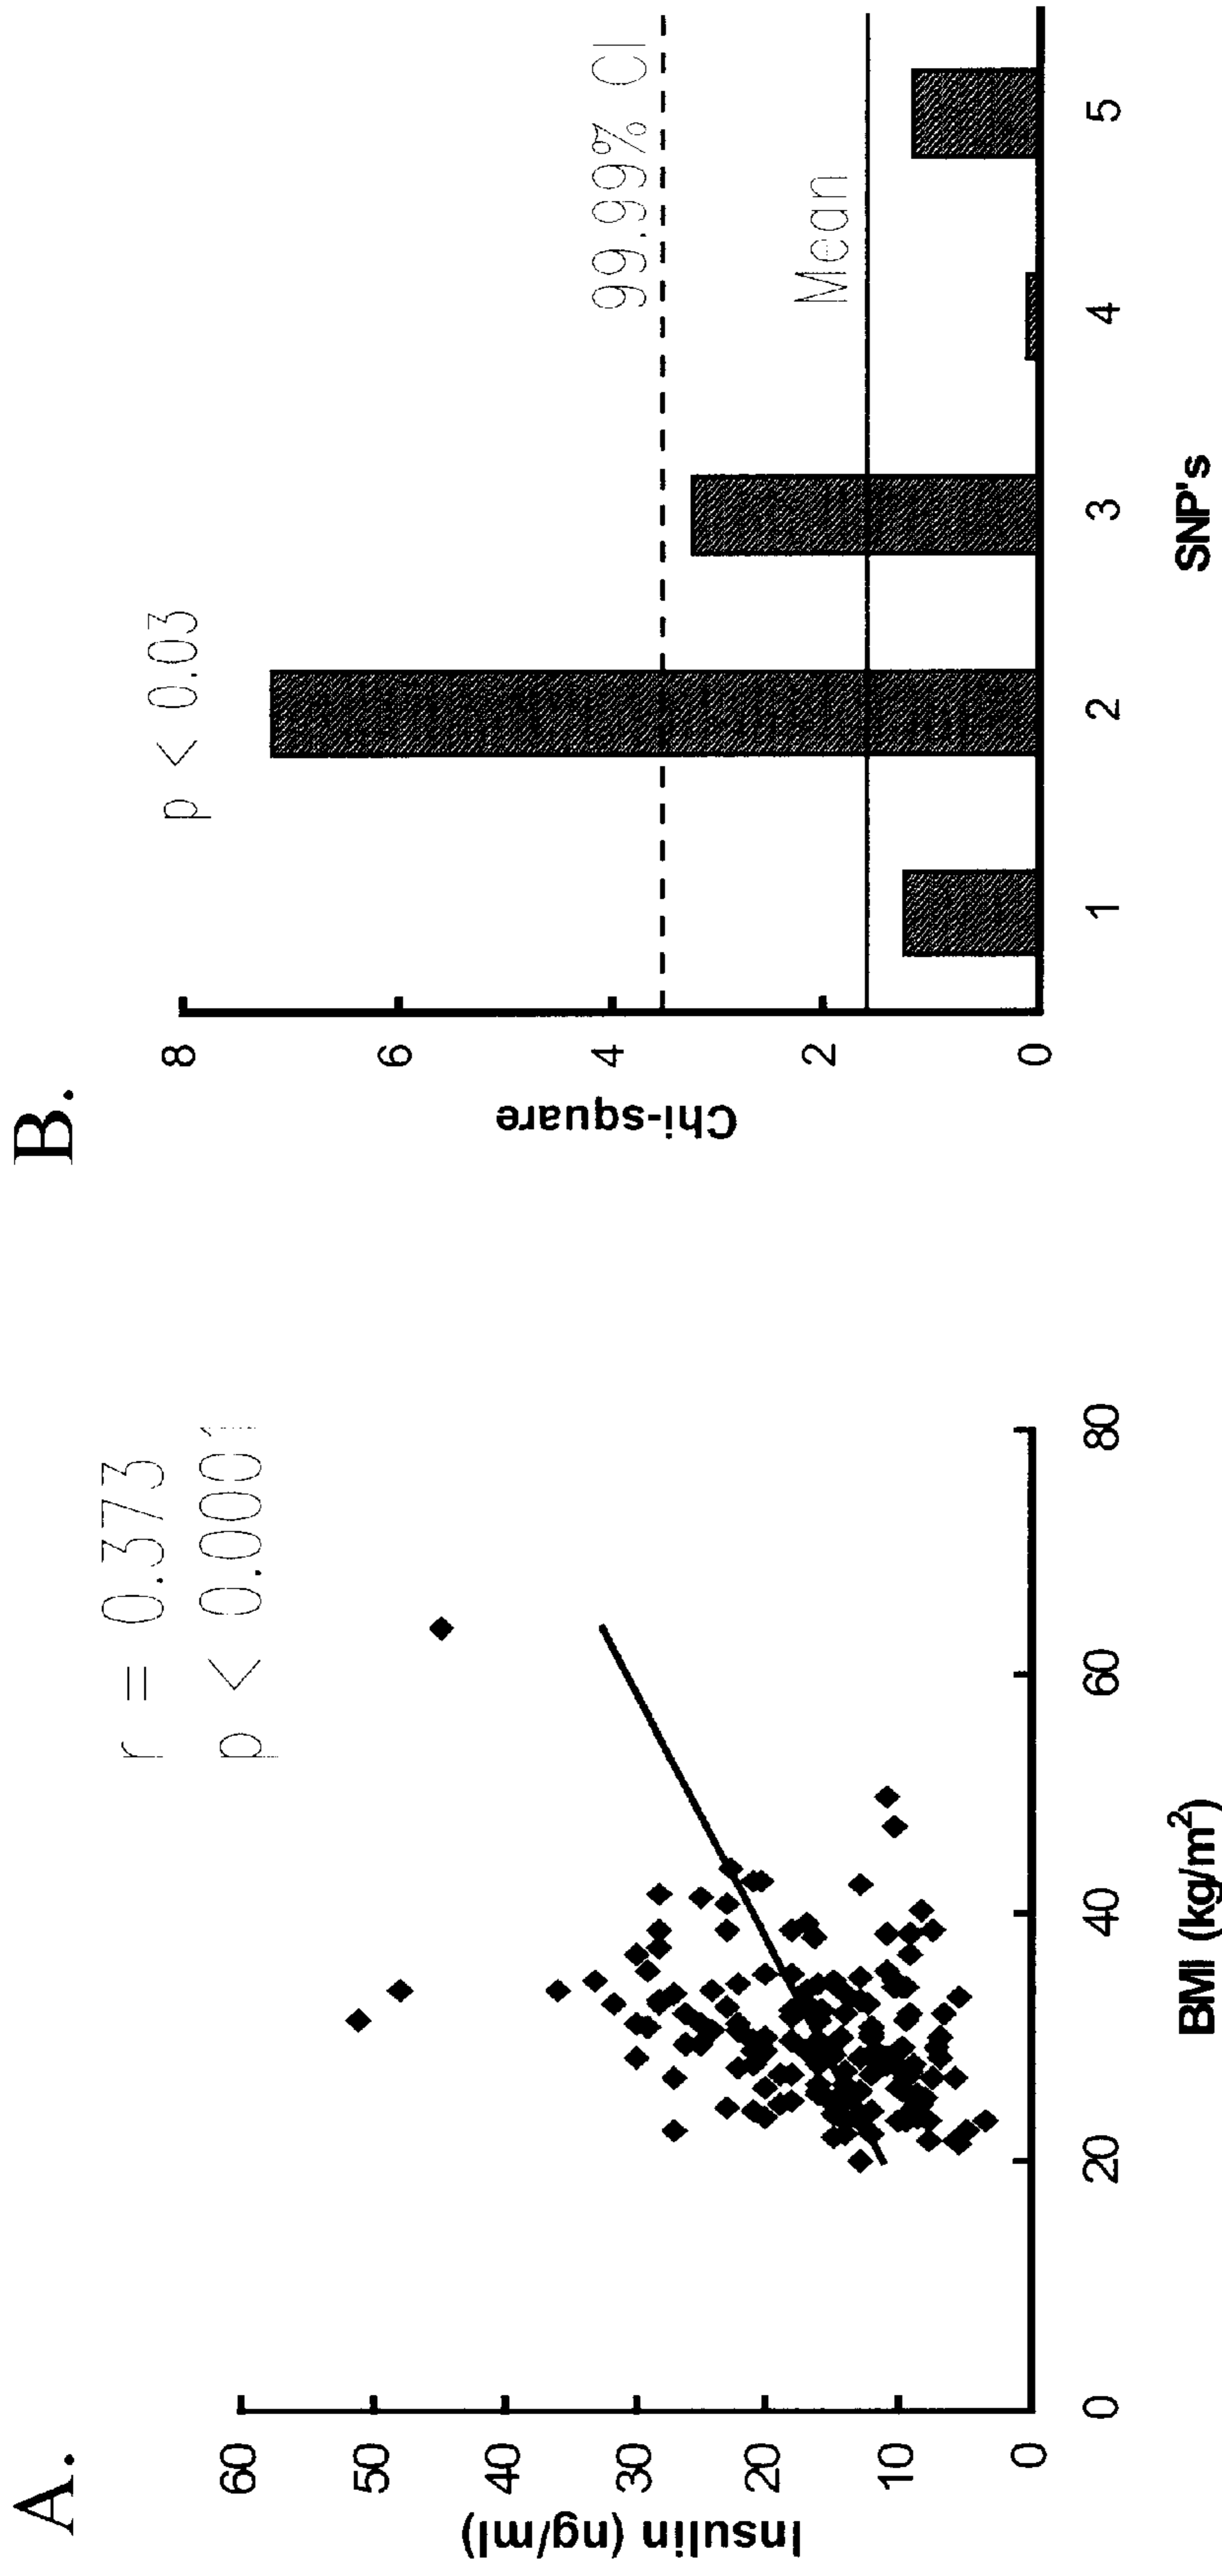 A.
r = 0.373
p < 0.0001
Insulin (ng/ml)
60
50
40
30
20
10
0
0
20
40
60
80
BMI (kg/m²)
B.
p < 0.03
99.99% CI
Mean
Chi-square
8
6
4
2
0
1
2
3
4
5
SNP's